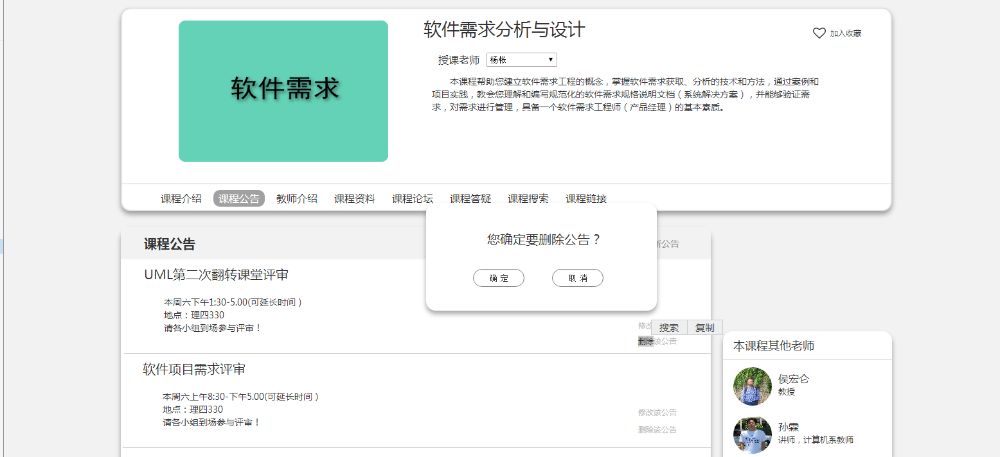 软件需求
软件需求分析与设计
加入收藏
授课老师 杨枨
本课程帮助您建立软件需求工程的概念，掌握软件需求获取、分析的技术和方法，通过案例和
项目实践，教会您理解和编写规范化的软件需求规格说明文档（系统解决方案），并能够验证需
求，对需求进行管理，具备一个软件需求工程师（产品经理）的基本素质。
课程介绍 课程公告 教师介绍 课程资料 课程论坛 课程答疑 课程搜索 课程链接
课程公告
公告
您确定要删除公告？
确 定 取 消
UML第二次翻转课堂评审
本周六下午1:30-5.00(可延长时间）
地点：理四330
请各小组到场参与评审！
修改
搜索 复制
删除该公告
软件项目需求评审
本周六上午8:30-下午5.00(可延长时间）
地点：理四330
请各小组到场参与评审！
修改该公告
删除该公告
本课程其他老师
侯宏仑
教授
孙霖
讲师，计算机系教师